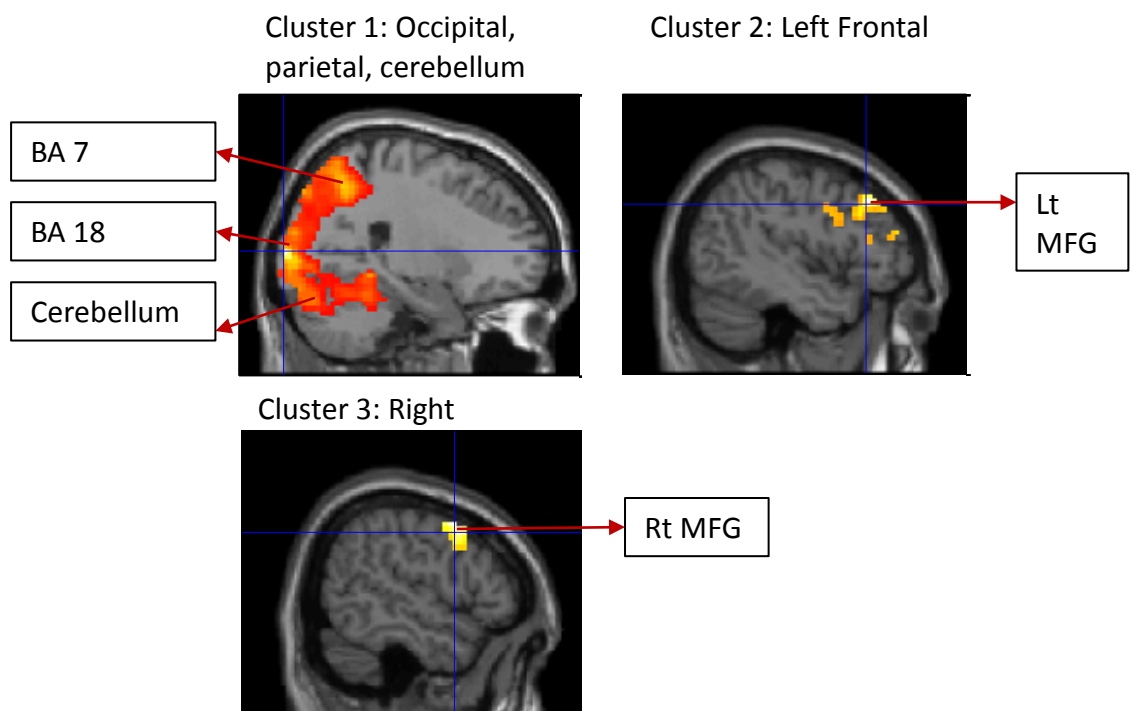 Cluster 1: Occipital,
parietal, cerebellum
Cluster 2: Left Frontal
BA 7
BA 18
Cerebellum
Lt
MFG
Cluster 3: Right
Rt MFG